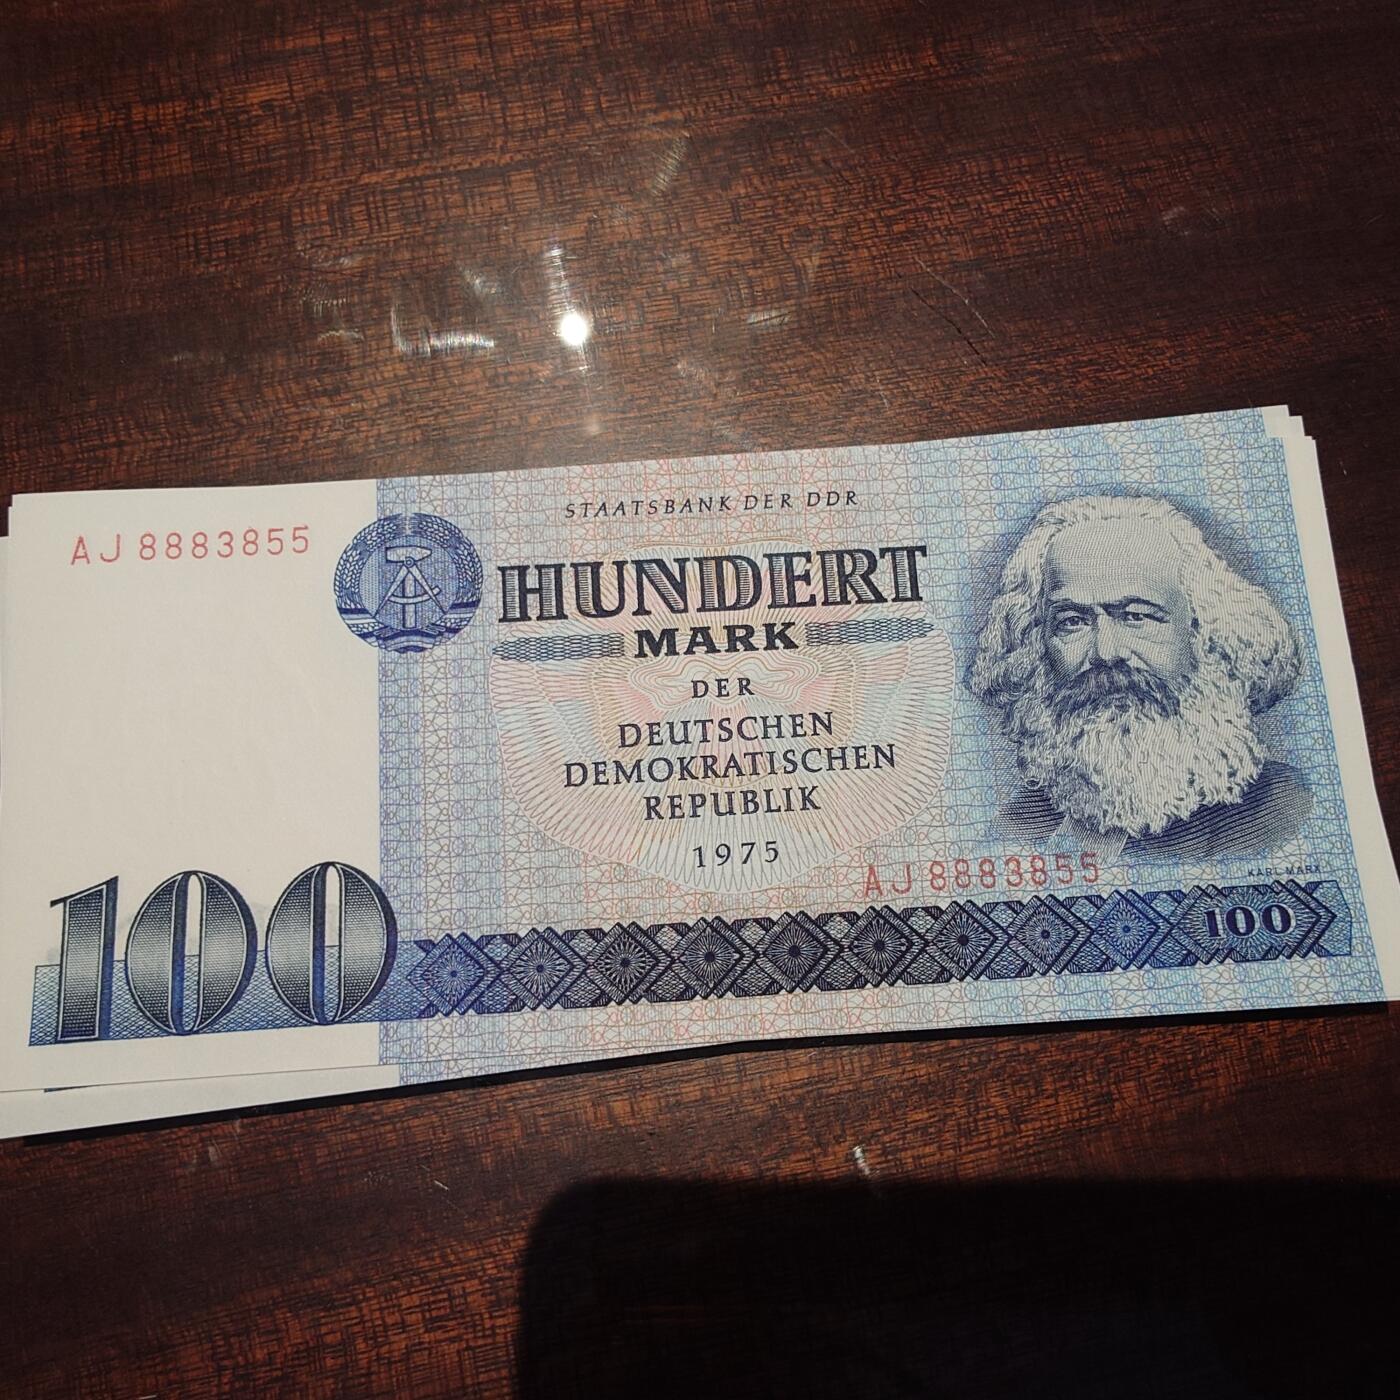 STAATSBANK DER DDR
AJ 8883855
HUNDERT
MARK
DER
DEUTSCHEN
DEMOKRATISCHEN
REPUBLIK
1975
AJ 8883855
KARL MARX
100
100